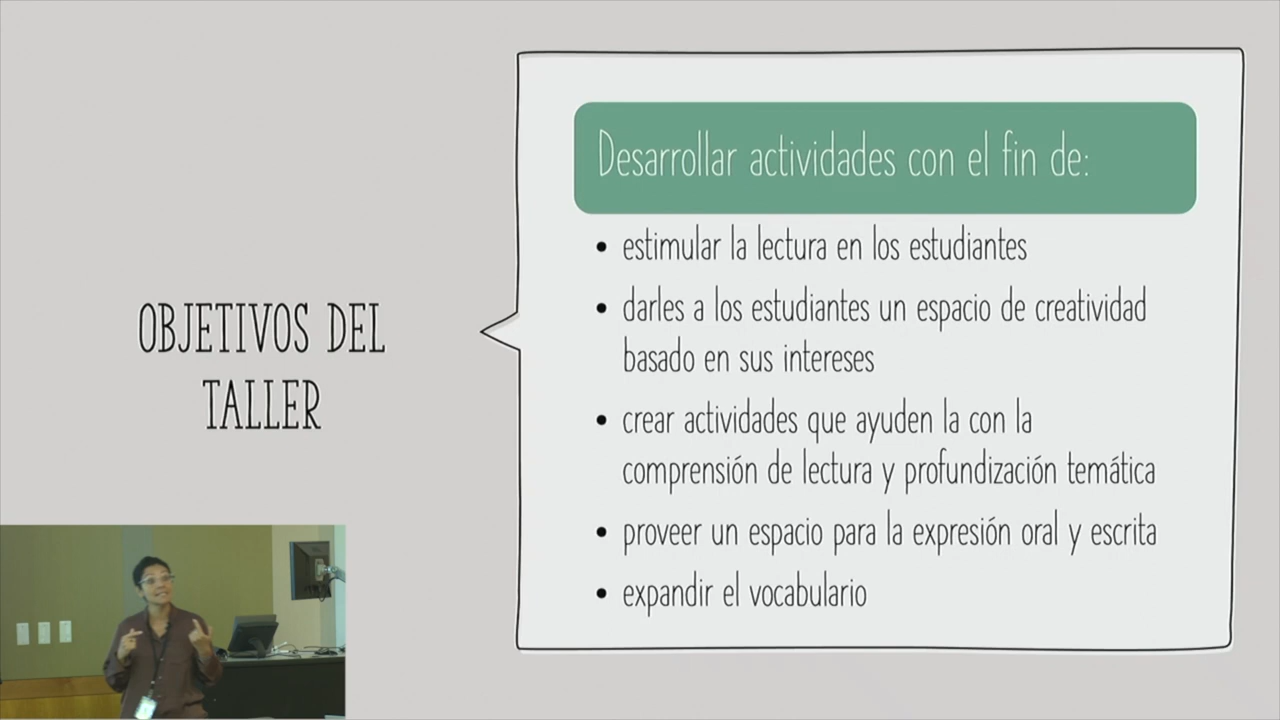 OBJETIVOS DEL
TALLER
Desarrollar actividades con el fin de:
• estimular la lectura en los estudiantes
• darles a los estudiantes un espacio de creatividad
basado en sus intereses
• crear actividades que ayuden la con la
comprensión de lectura y profundización temática
• proveer un espacio para la expresión oral y escrita
• expandir el vocabulario